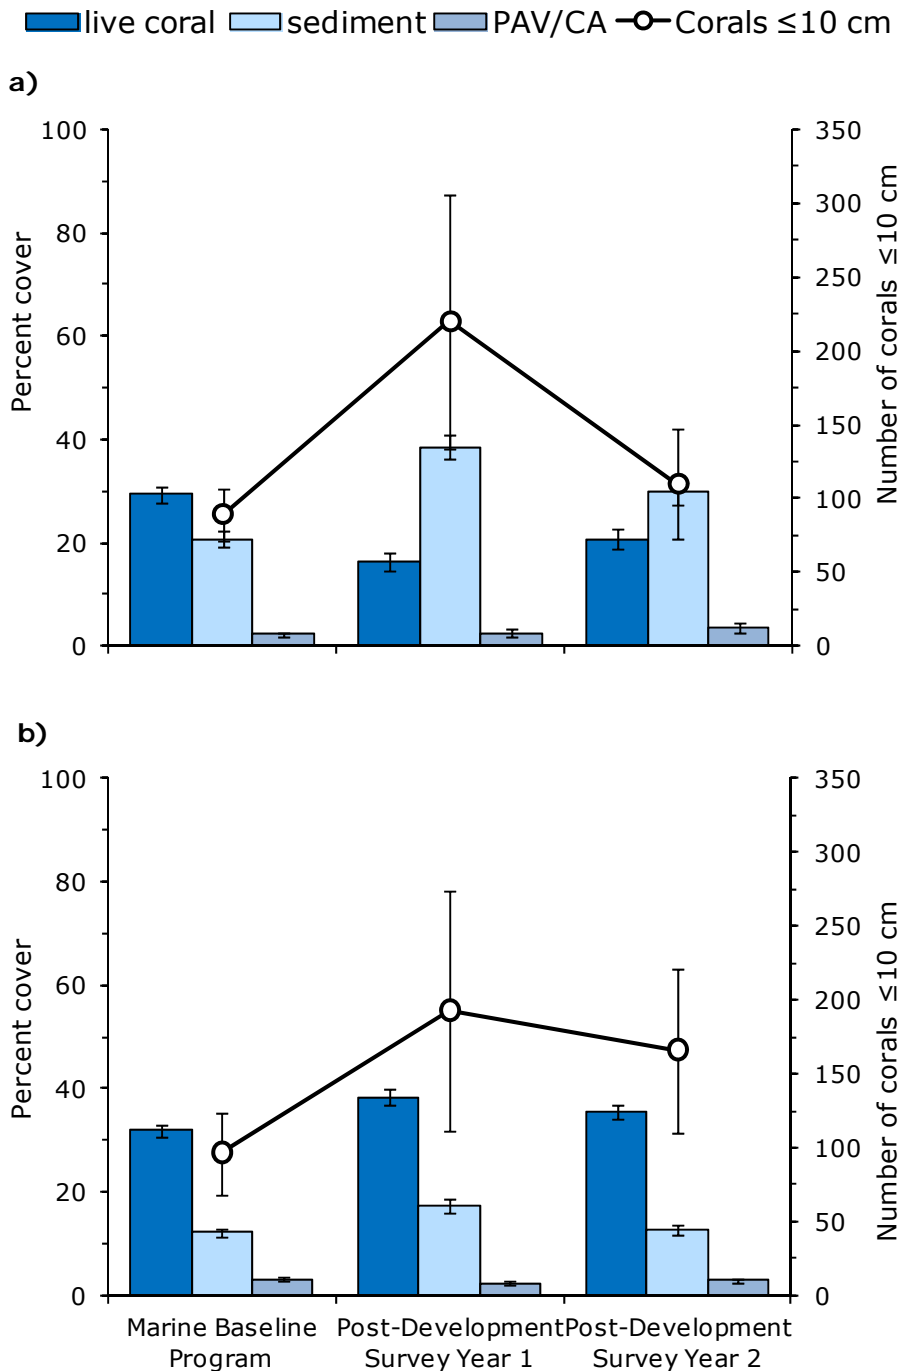 live coral sediment PAV/CA Corals ≤10 cm
a)
100
80
60
40
20
0
Percent cover
350
300
250
200
150
100
50
0
Number of corals ≤10 cm
b)
100
80
60
40
20
0
Percent cover
350
300
250
200
150
100
50
0
Number of corals ≤10 cm
Marine Baseline
Program
Post-Development
Survey Year 1
Post-Development
Survey Year 2